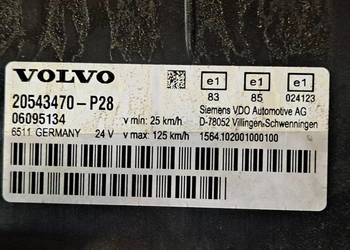 VOLVO e1 e1 e1
83 85 024123
20543470-P28 Siemens VDO Automotive AG
06095134 v min: 25 km/h D-78052 Villingen-Schwenningen
6511 GERMANY 24 V v max: 125 km/h 1564.102001000100